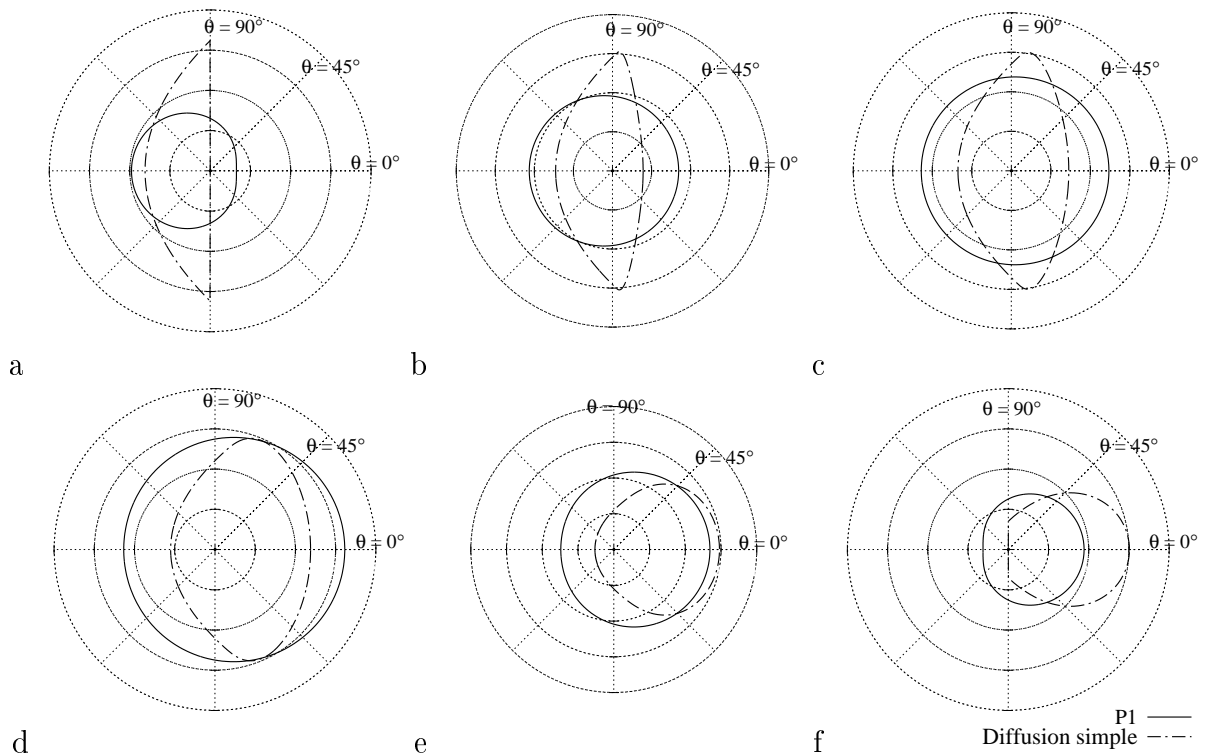 θ = 90°
θ = 45°
θ = 0°
a
θ = 90°
θ = 45°
θ = 0°
b
θ = 90°
θ = 45°
θ = 0°
c
θ = 90°
θ = 45°
θ = 0°
d
θ = 90°
θ = 45°
θ = 0°
e
θ = 90°
θ = 45°
θ = 0°
f
P1
Diffusion simple